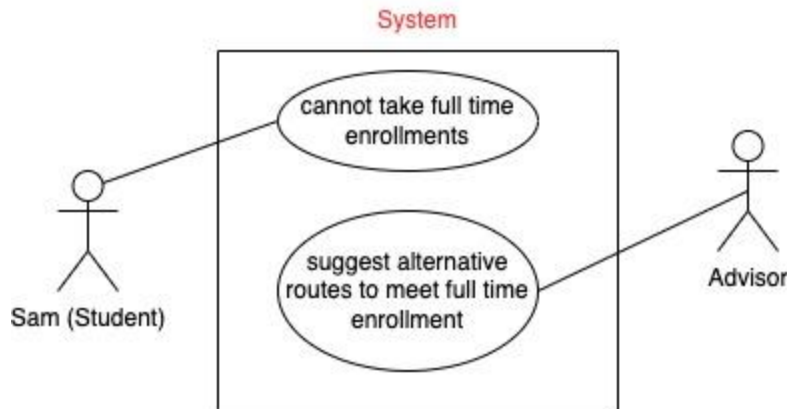 System
cannot take full time
enrollments
Sam (Student)
suggest alternative
routes to meet full time
enrollment
Advisor